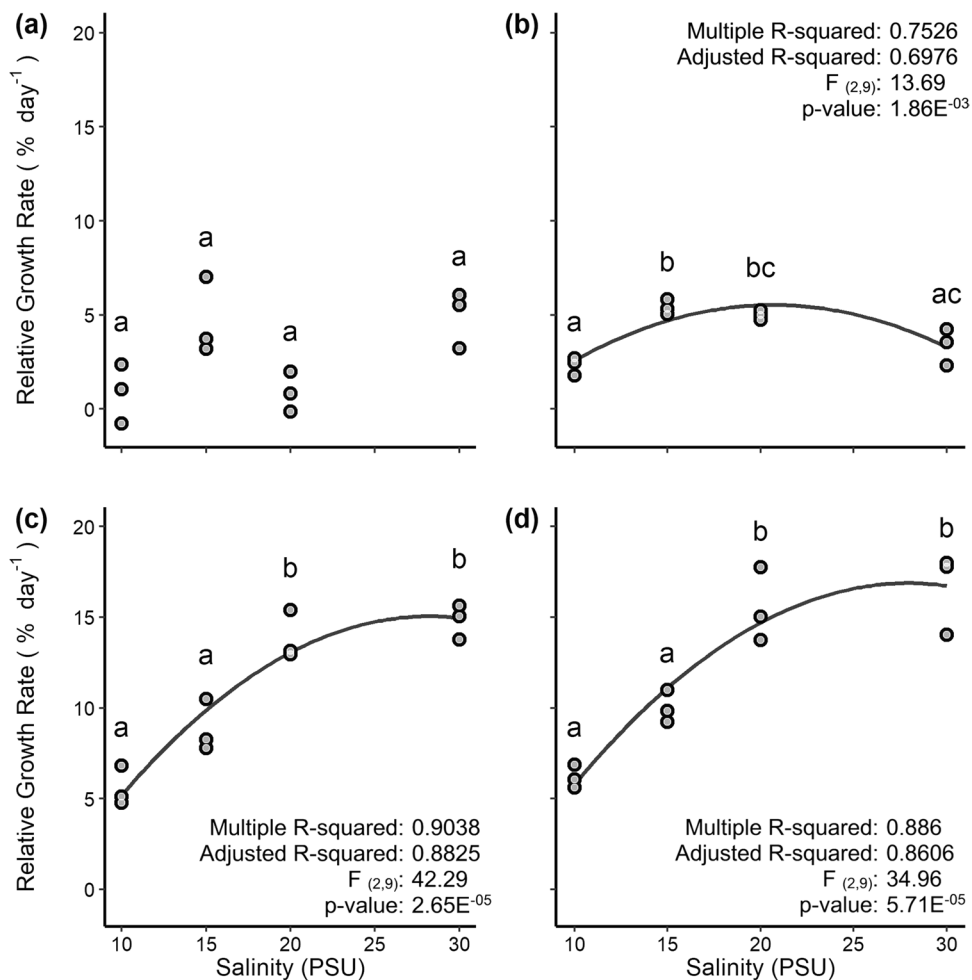 (a)
20
15
10
5
0
Relative Growth Rate ( % day-1 )
a
a
a
a
(b)
Multiple R-squared: 0.7526
Adjusted R-squared: 0.6976
F (2,9): 13.69
p-value: 1.86E-03
a
b
bc
ac
(c)
20
15
10
5
0
Relative Growth Rate ( % day-1 )
a
a
b
b
Multiple R-squared: 0.9038
Adjusted R-squared: 0.8825
F (2,9): 42.29
p-value: 2.65E-05
10 15 20 25 30
Salinity (PSU)
(d)
a
a
b
b
Multiple R-squared: 0.886
Adjusted R-squared: 0.8606
F (2,9): 34.96
p-value: 5.71E-05
10 15 20 25 30
Salinity (PSU)